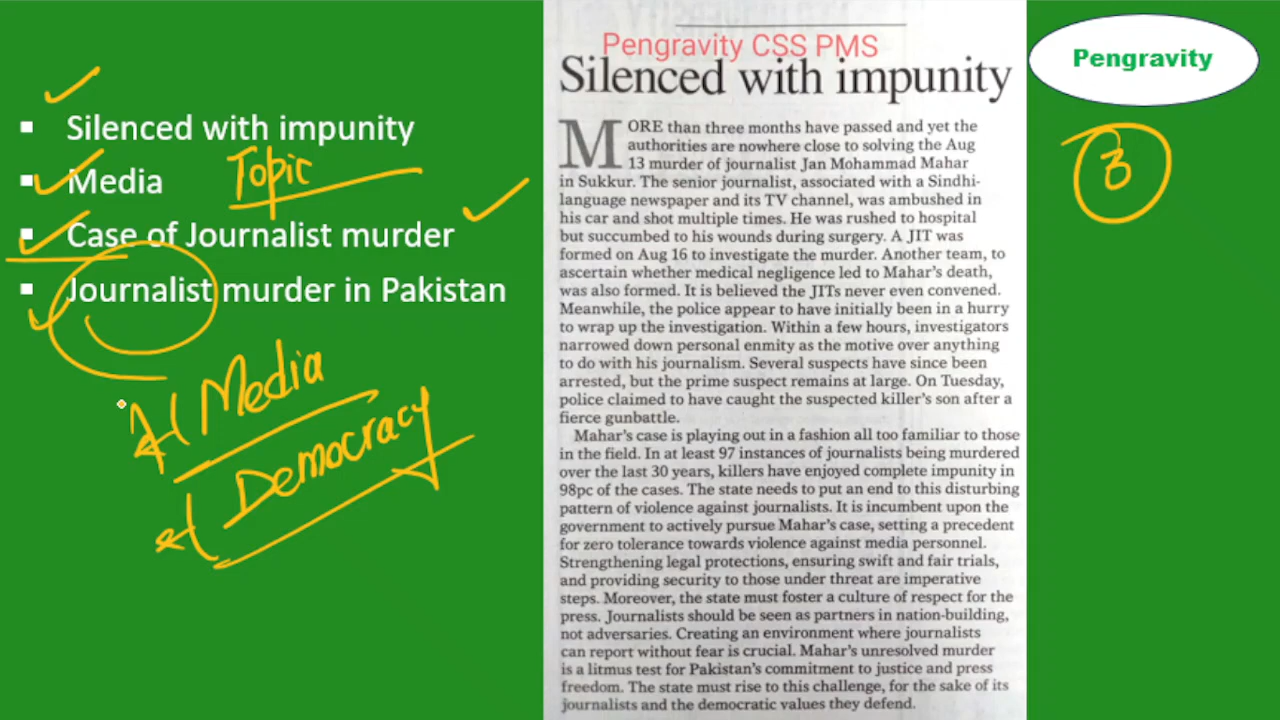 Silenced with impunity
Media
Topic
Case of Journalist murder
Journalist murder in Pakistan
Media
Democracy
Pengravity CSS PMS
Silenced with impunity
MORE than three months have passed and yet the
authorities are nowhere close to solving the Aug
13 murder of journalist Jan Mohammad Mahar
in Sukkur. The senior journalist, associated with a Sindhi-
language newspaper and its TV channel, was ambushed in
his car and shot multiple times. He was rushed to hospital
but succumbed to his wounds during surgery. A JIT was
formed on Aug 16 to investigate the murder. Another team, to
ascertain whether medical negligence led to Mahar's death,
was also formed. It is believed the JITs never even convened.
Meanwhile, the police appear to have initially been in a hurry
to wrap up the investigation. Within a few hours, investigators
narrowed down personal enmity as the motive over anything
to do with his journalism. Several suspects have since been
arrested, but the prime suspect remains at large. On Tuesday,
police claimed to have caught the suspected killer's son after a
fierce gunbattle.
Mahar's case is playing out in a fashion all too familiar to those
in the field. In at least 97 instances of journalists being murdered
over the last 30 years, killers have enjoyed complete impunity in
98pc of the cases. The state needs to put an end to this disturbing
pattern of violence against journalists. It is incumbent upon the
government to actively pursue Mahar's case, setting a precedent
for zero tolerance towards violence against media personnel.
Strengthening legal protections, ensuring swift and fair trials,
and providing security to those under threat are imperative
steps. Moreover, the state must foster a culture of respect for the
press. Journalists should be seen as partners in nation-building,
not adversaries. Creating an environment where journalists
can report without fear is crucial. Mahar's unresolved murder
is a litmus test for Pakistan's commitment to justice and press
freedom. The state must rise to this challenge, for the sake of its
journalists and the democratic values they defend.
Pengravity
3